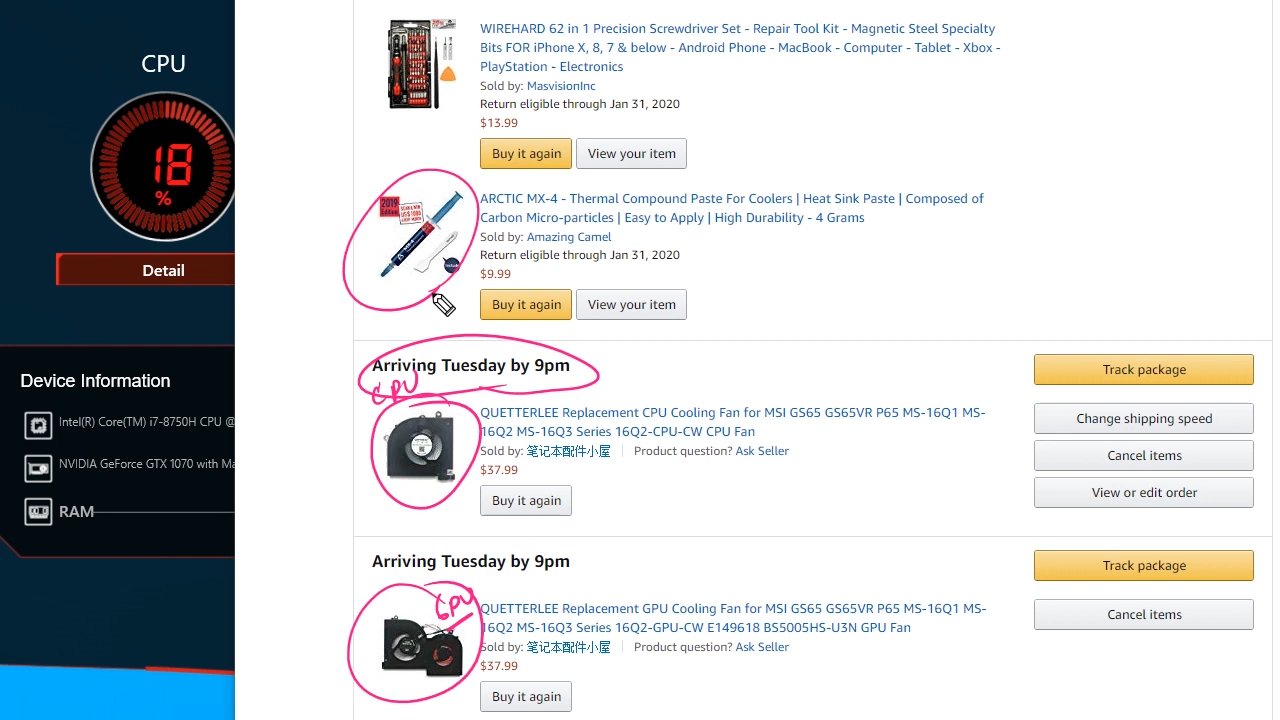 CPU
18
%
Detail
Device Information
Intel(R) Core(TM) i7-8750H CPU @
NVIDIA GeForce GTX 1070 with Ma
RAM
WIREHARD 62 in 1 Precision Screwdriver Set - Repair Tool Kit - Magnetic Steel Specialty
Bits FOR iPhone X, 8, 7 & below - Android Phone - MacBook - Computer - Tablet - Xbox -
PlayStation - Electronics
Sold by: MasvisionInc
Return eligible through Jan 31, 2020
$13.99
Buy it again
View your item
2019
Edition
ARCTIC MX-4 - Thermal Compound Paste For Coolers | Heat Sink Paste | Composed of
Carbon Micro-particles | Easy to Apply | High Durability - 4 Grams
Sold by: Amazing Camel
Return eligible through Jan 31, 2020
$9.99
Buy it again
View your item
Arriving Tuesday by 9pm
Track package
CPU
QUETTERLEE Replacement CPU Cooling Fan for MSI GS65 GS65VR P65 MS-16Q1 MS-
16Q2 MS-16Q3 Series 16Q2-CPU-CW CPU Fan
Sold by: 笔记本配件小屋 Product question? Ask Seller
$37.99
Buy it again
Change shipping speed
Cancel items
View or edit order
Arriving Tuesday by 9pm
Track package
GPU
QUETTERLEE Replacement GPU Cooling Fan for MSI GS65 GS65VR P65 MS-16Q1 MS-
16Q2 MS-16Q3 Series 16Q2-GPU-CW E149618 BS5005HS-U3N GPU Fan
Sold by: 笔记本配件小屋 Product question? Ask Seller
$37.99
Buy it again
Cancel items